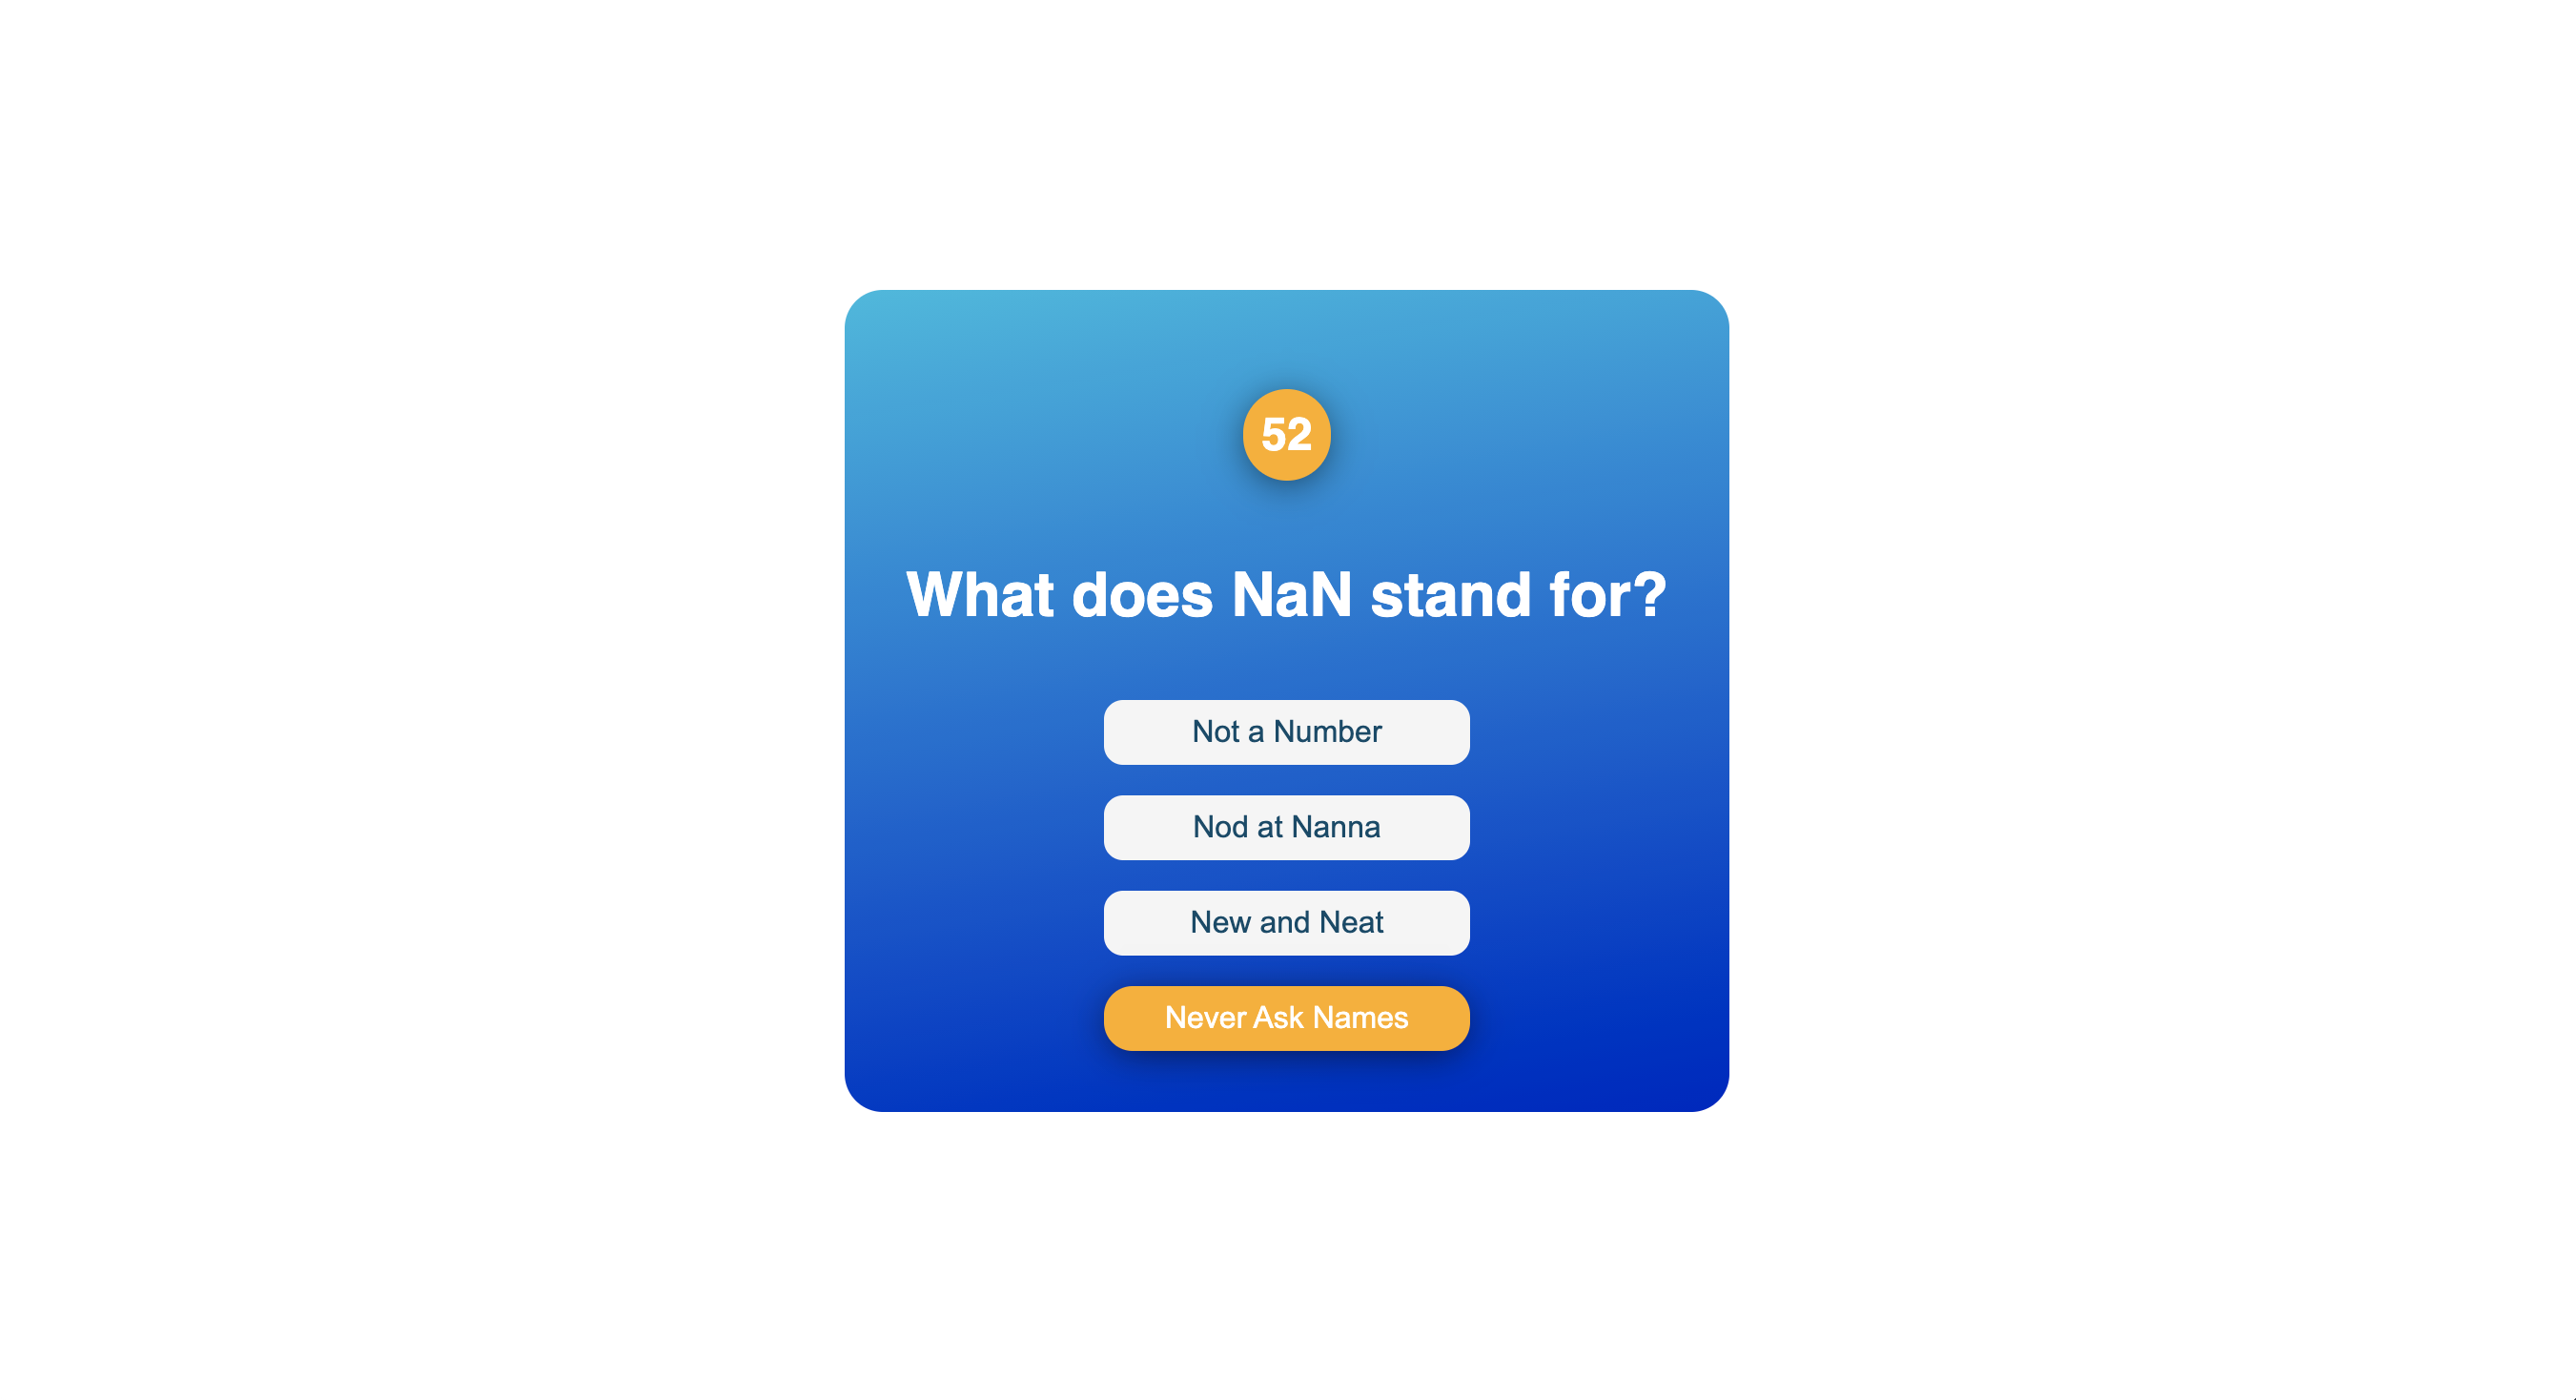 52
What does NaN stand for?
Not a Number
Nod at Nanna
New and Neat
Never Ask Names